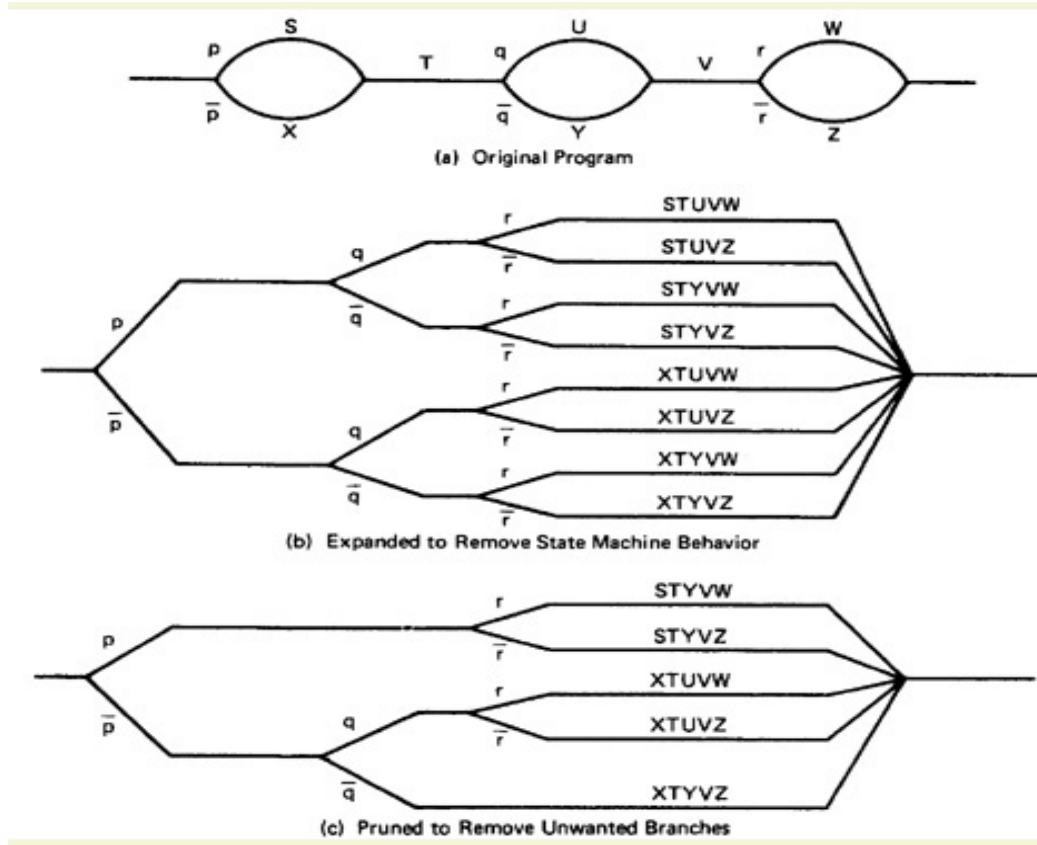 S U W
p q r
T V
p̅ q̅ r̅
X Y Z
(a) Original Program
STUVW
r
STUVZ
q r̅
STYVW
q̅ r
p STYVZ
r̅
XTUVW
r
p̅ XTUVZ
q r̅
XTYVW
q̅ r
XTYVZ
r̅
(b) Expanded to Remove State Machine Behavior
STYVW
r
p STYVZ
r̅
XTUVW
r
p̅ q XTUVZ
r̅
q̅ XTYVZ
(c) Pruned to Remove Unwanted Branches